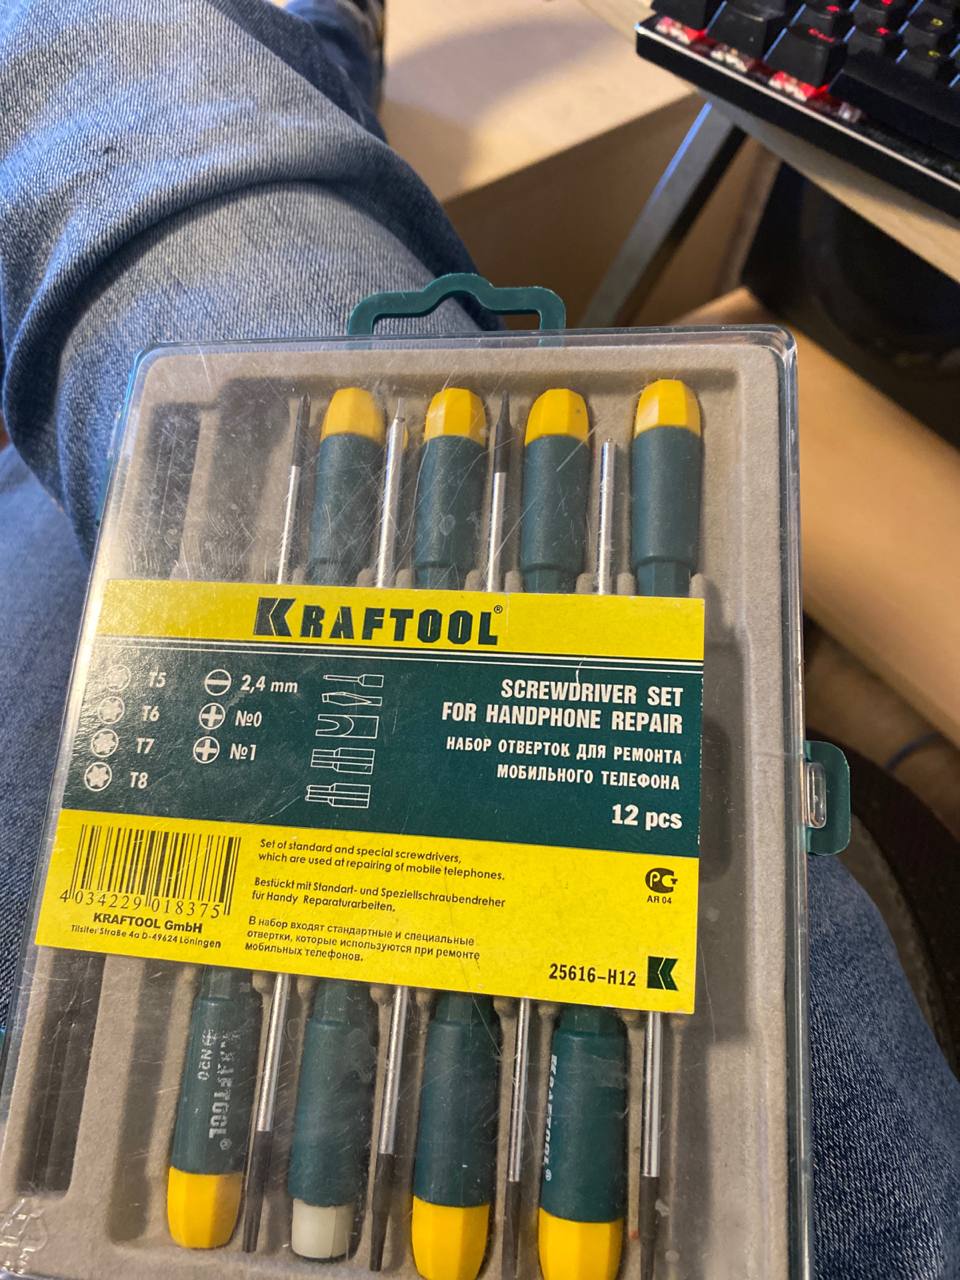 KRAFTOOL®
T5
T6
T7
T8
2,4 mm
№0
№1
SCREWDRIVER SET
FOR HANDPHONE REPAIR
НАБОР ОТВЕРТОК ДЛЯ РЕМОНТА
МОБИЛЬНОГО ТЕЛЕФОНА
12 pcs
4 034229 018375
KRAFTOOL GmbH
Tilsiter Straße 4a D-49624 Löningen
Set of standard and special screwdrivers,
which are used at repairing of mobile telephones.
Bestückt mit Standart- und Speziellschraubendreher
für Handy Reparaturarbeiten.
В набор входят стандартные и специальные
отвертки, которые используются при ремонте
мобильных телефонов.
РС
АЯ 04
25616-H12
KRAFTOOL®
№0
KRAFTOOL®